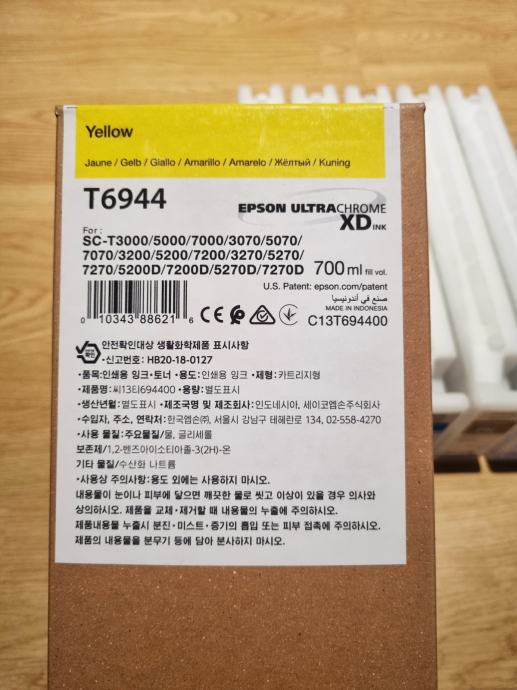 Yellow
Jaune / Gelb / Giallo / Amarillo / Amarelo / Жёлтый / Kuning
T6944
EPSON ULTRACHROME
XD INK
For :
SC-T3000/5000/7000/3070/5070/
7070/3200/5200/7200/3270/5270/
7270/5200D/7200D/5270D/7270D
700 ml fill vol.
U.S. Patent: epson.com/patent
صنع في أندونيسيا
MADE IN INDONESIA
0 10343 88621 6
CE
C13T694400
안전확인대상 생활화학제품 표시사항
•신고번호: HB20-18-0127
•품목:인쇄용 잉크•토너 •용도:인쇄용 잉크 •제형:카트리지형
•제품명:씨13티694400 •용량:별도표시
•생산년월:별도표시 •제조국명 및 제조회사:인도네시아, 세이코엡손주식회사
•수입자, 주소, 연락처:한국엡손㈜, 서울시 강남구 테헤란로 134, 02-558-4270
•사용 물질:주요물질/물, 글리세롤
보존제/1,2-벤즈아이소티아졸-3(2H)-온
기타 물질/수산화 나트륨
•사용상 주의사항:용도 외에는 사용하지 마시오.
내용물이 눈이나 피부에 닿으면 깨끗한 물로 씻고 이상이 있을 경우 의사와
상의하시오. 제품을 교체•제거할 때 내용물의 누출에 주의하시오.
제품내용물 누출시 분진•미스트•증기의 흡입 또는 피부 접촉에 주의하시오.
제품의 내용물을 분무기 등에 담아 분사하지 마시오.